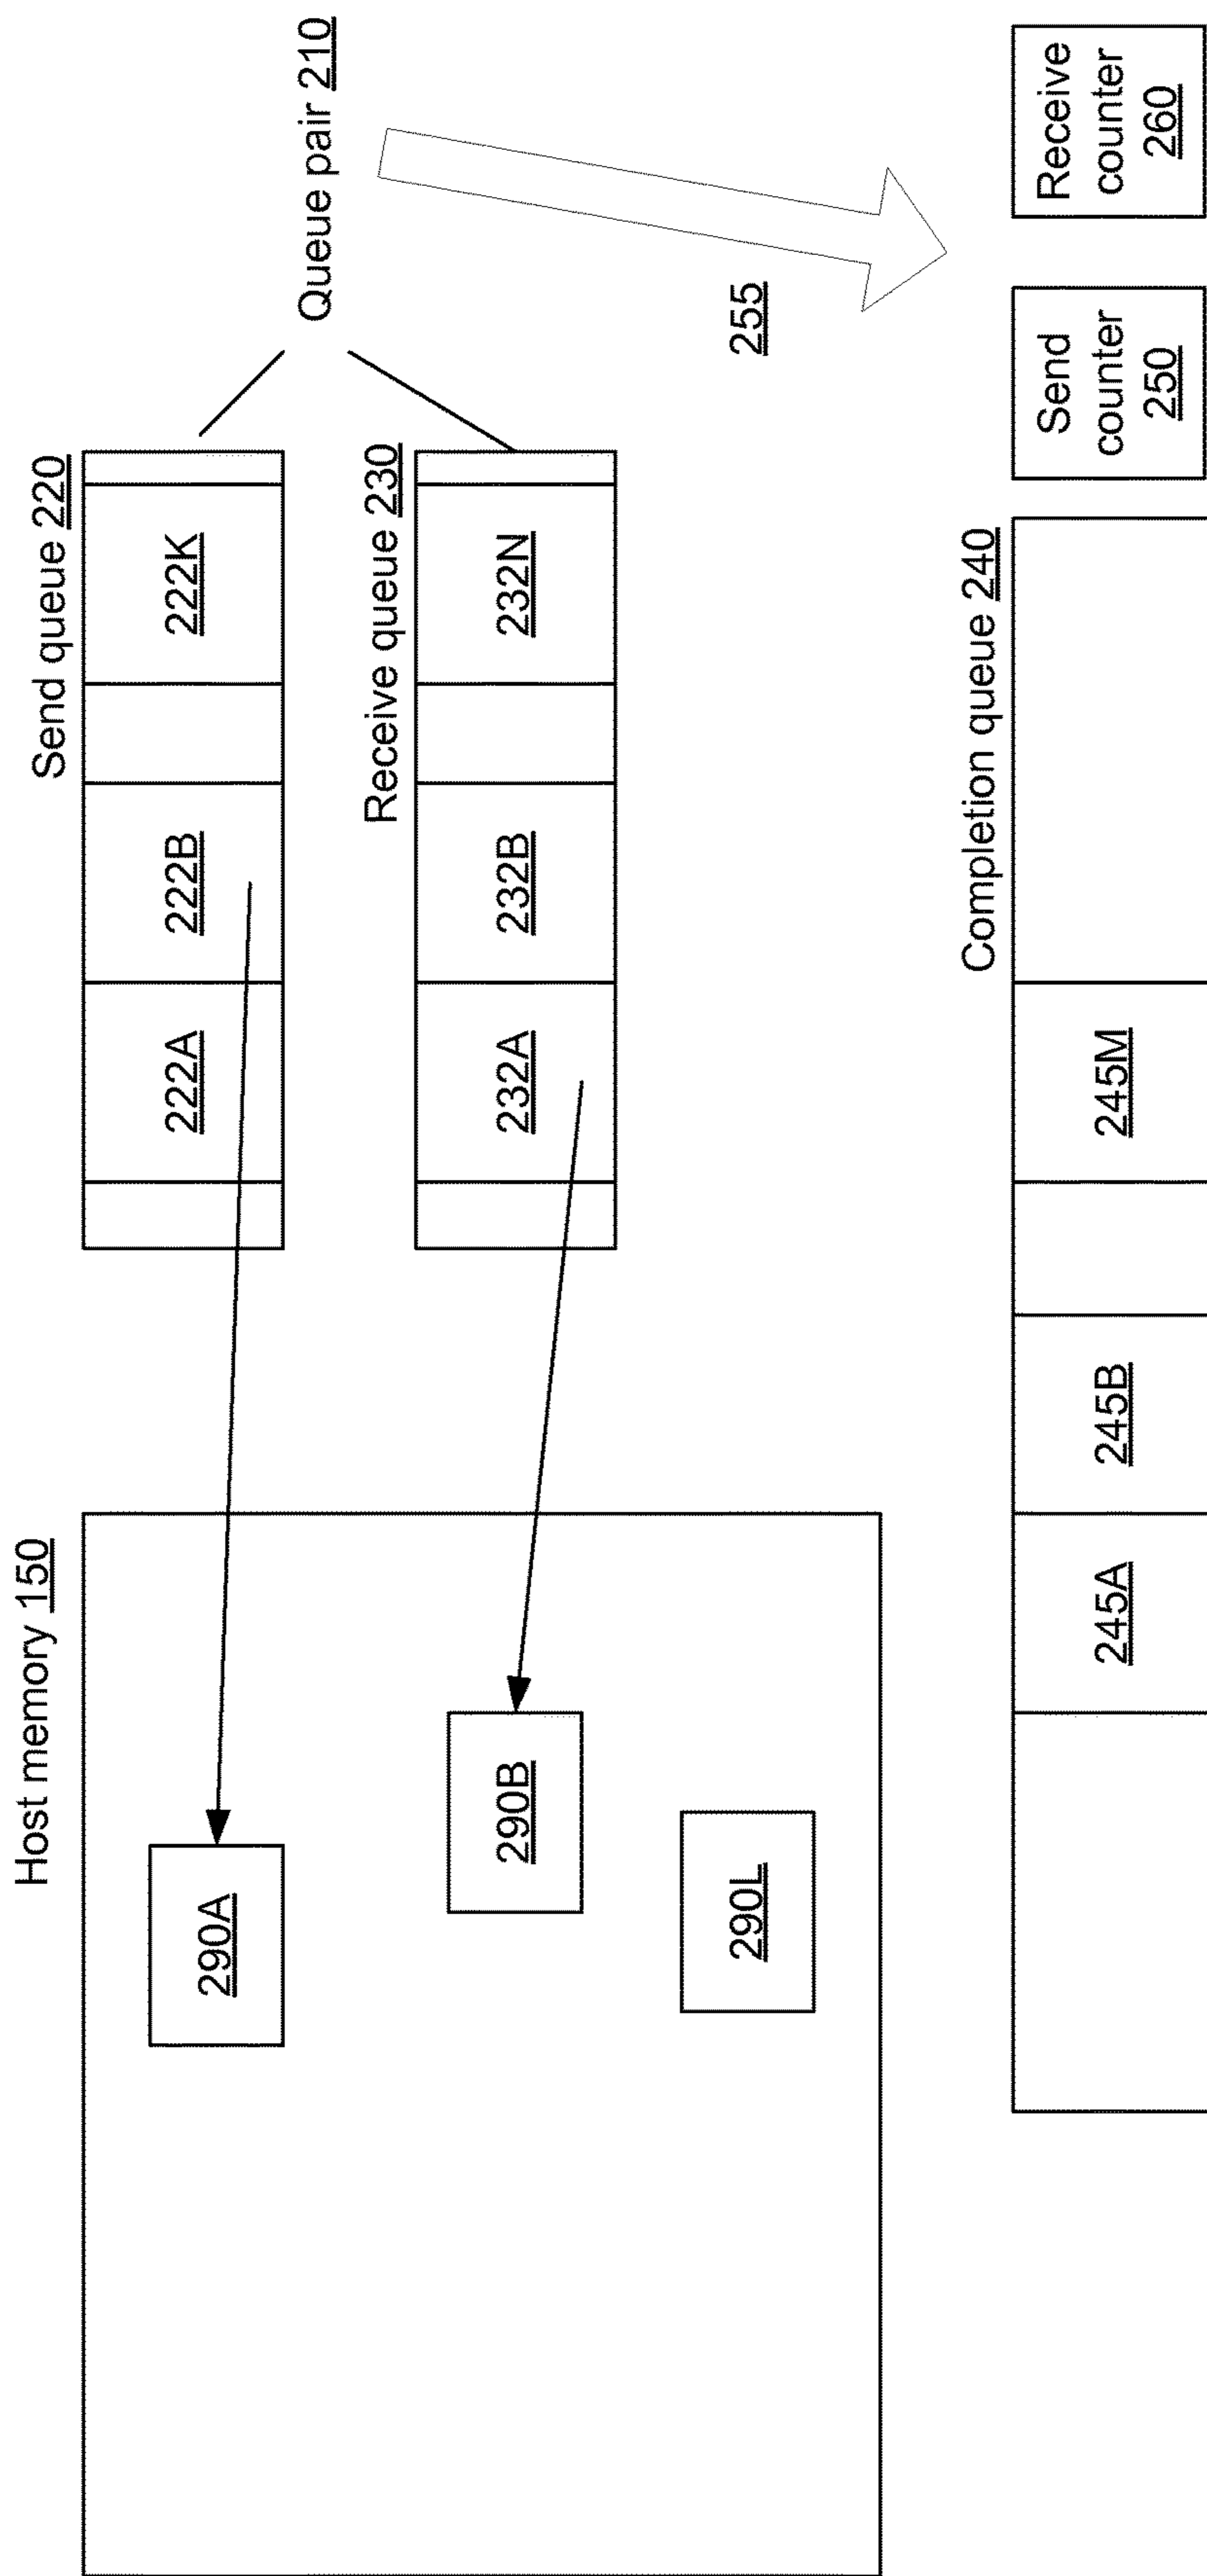 Host memory 150
290A
290B
290L
Send queue 220
222A
222B
222K
Receive queue 230
232A
232B
232N
Queue pair 210
255
Completion queue 240
245A
245B
245M
Send
counter
250
Receive
counter
260